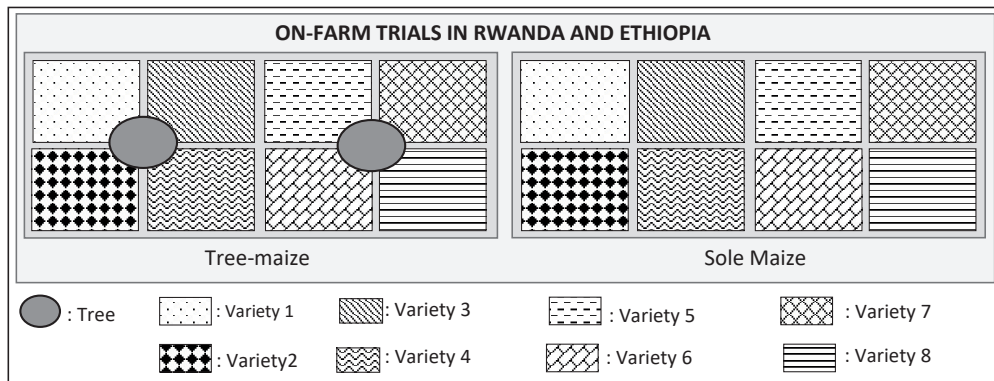 ON-FARM TRIALS IN RWANDA AND ETHIOPIA
Tree-maize
Sole Maize
: Tree
: Variety 1
: Variety 3
: Variety 5
: Variety 7
: Variety2
: Variety 4
: Variety 6
: Variety 8